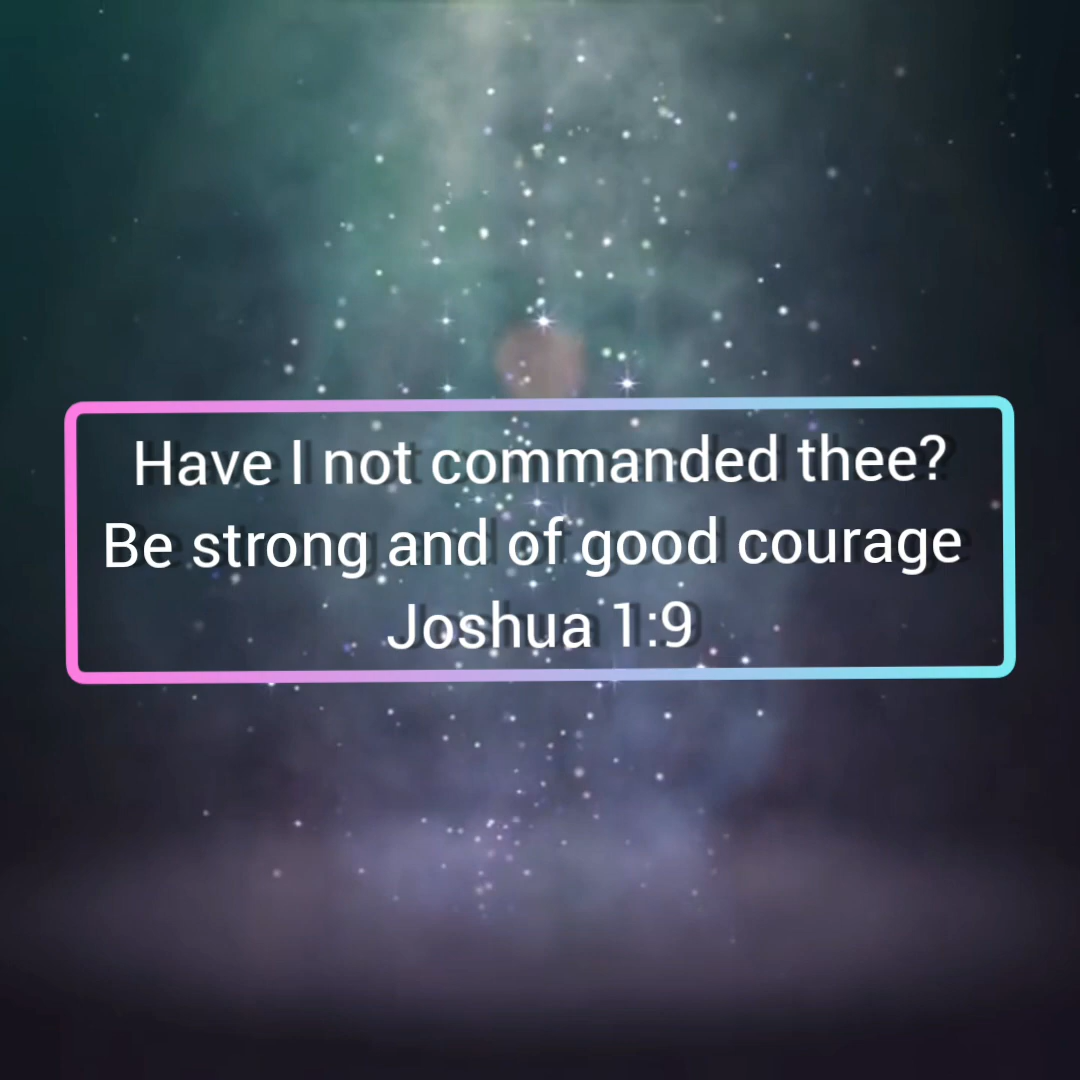 Have I not commanded thee?
Be strong and of good courage
Joshua 1:9